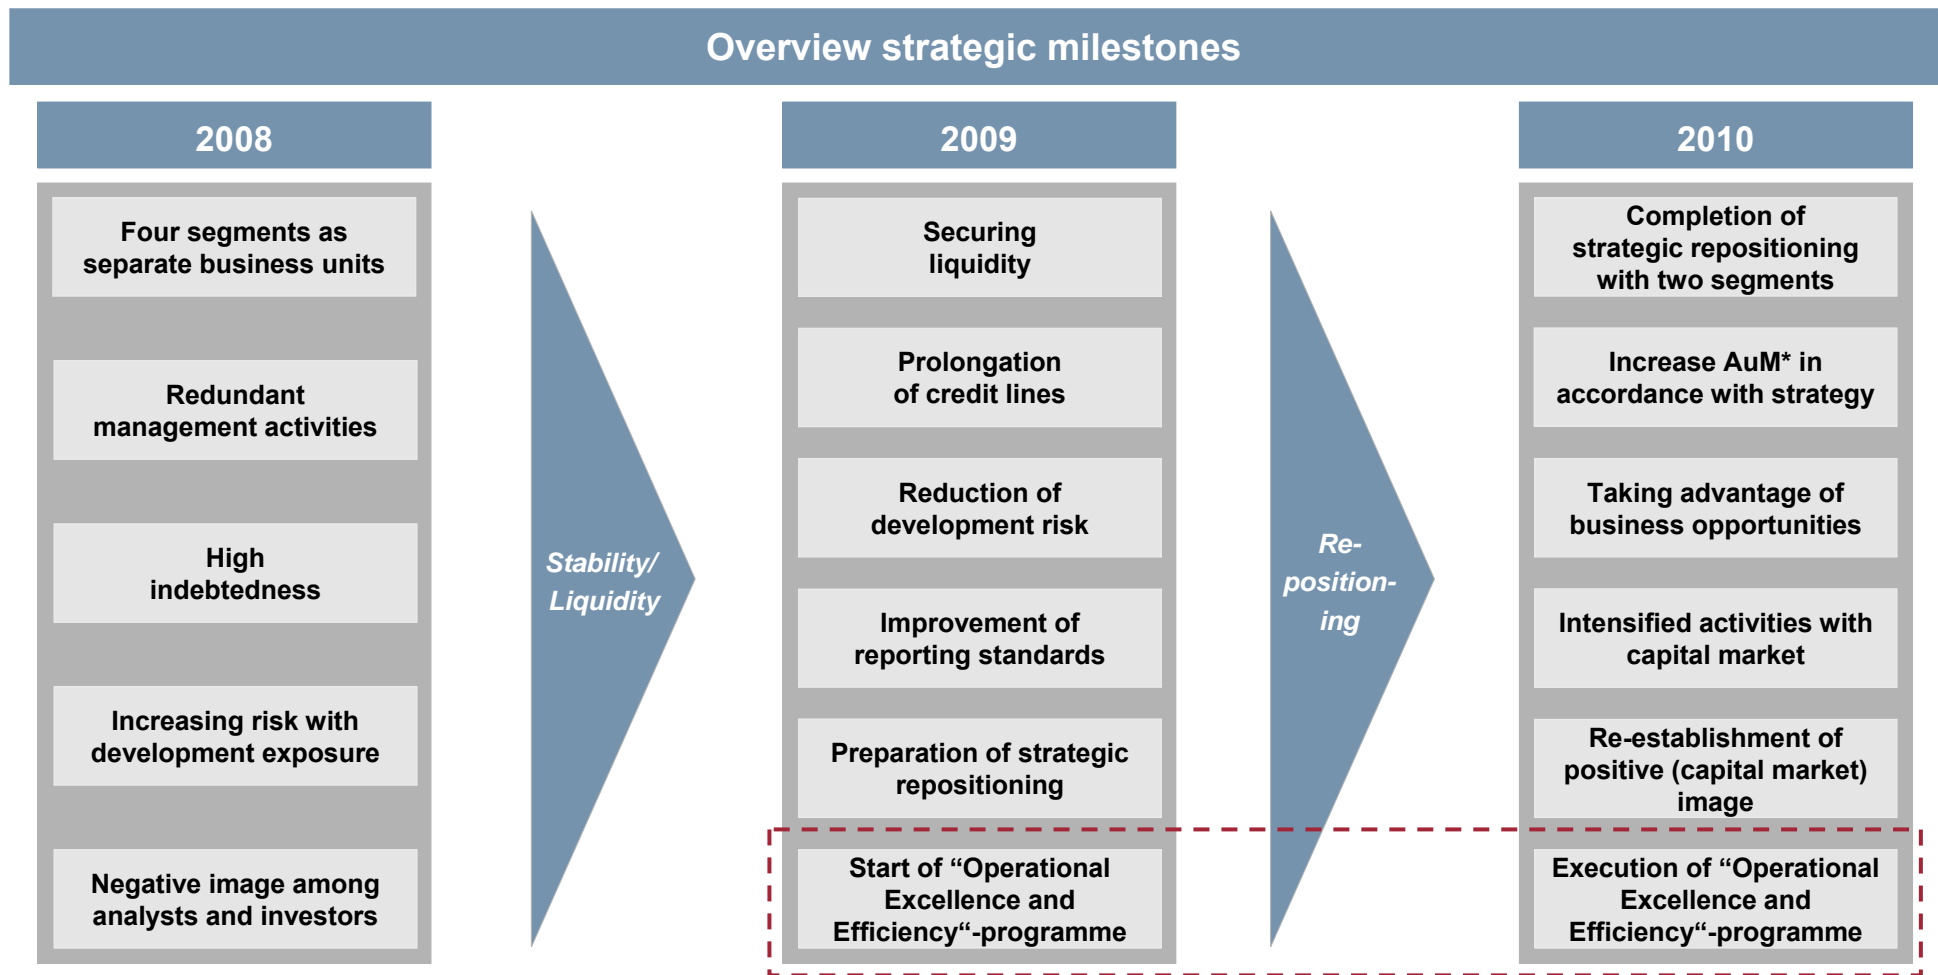 Overview strategic milestones
2008
Four segments as
separate business units
Redundant
management activities
High
indebtedness
Increasing risk with
development exposure
Negative image among
analysts and investors
Stability/
Liquidity
2009
Securing
liquidity
Prolongation
of credit lines
Reduction of
development risk
Improvement of
reporting standards
Preparation of strategic
repositioning
Start of “Operational
Excellence and
Efficiency“-programme
Re-
position-
ing
2010
Completion of
strategic repositioning
with two segments
Increase AuM* in
accordance with strategy
Taking advantage of
business opportunities
Intensified activities with
capital market
Re-establishment of
positive (capital market)
image
Execution of “Operational
Excellence and
Efficiency“-programme